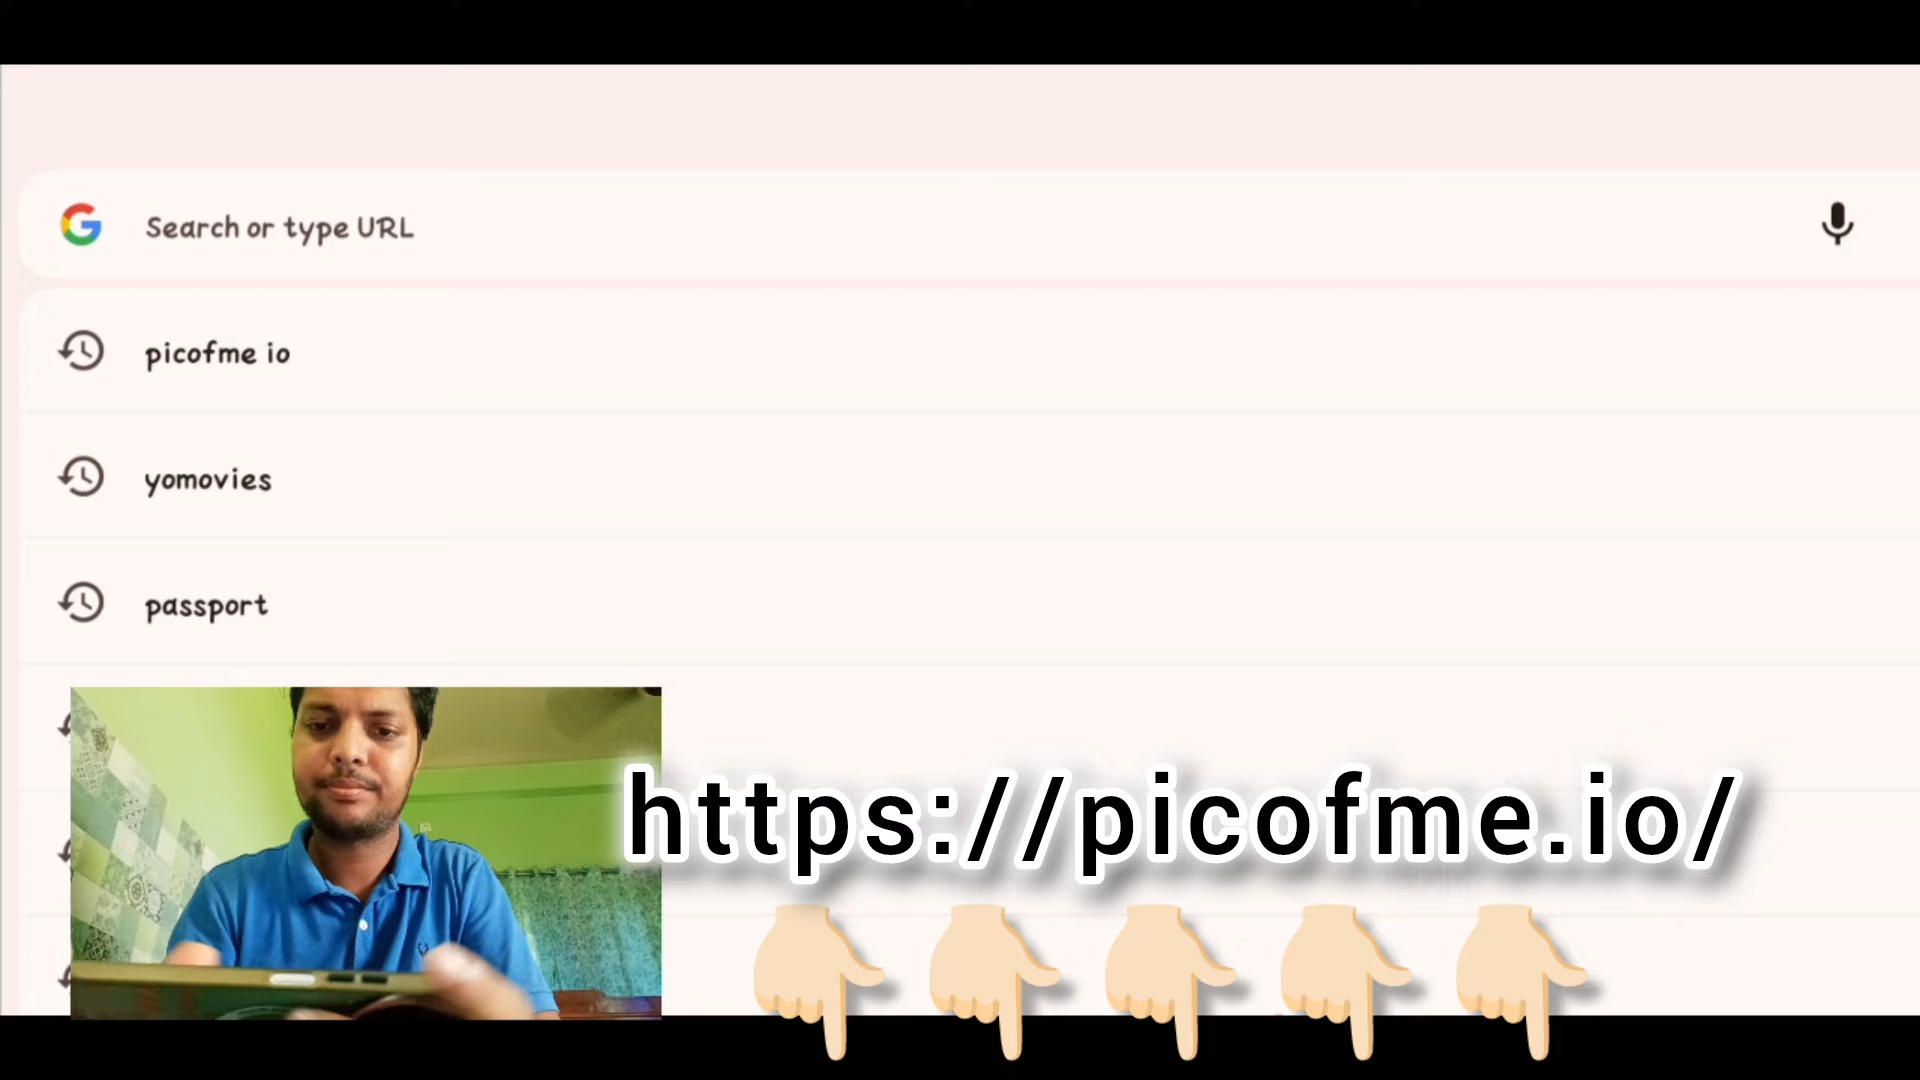 Search or type URL
picofme io
yomovies
passport
https://picofme.io/